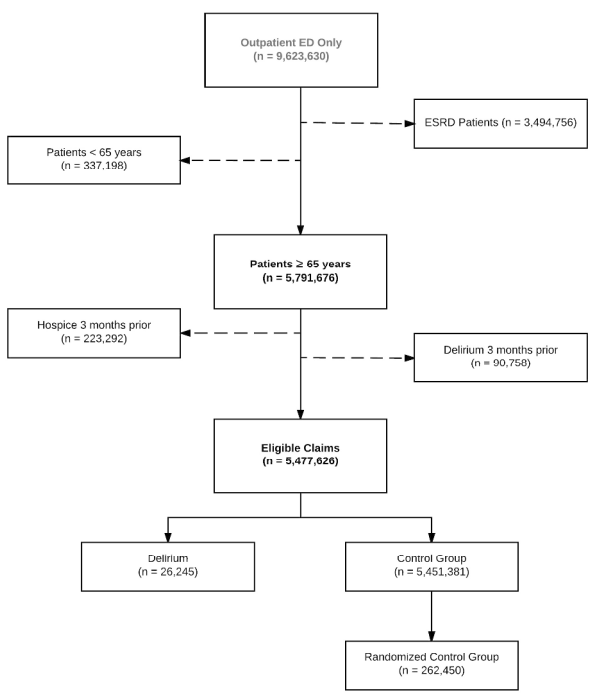 Outpatient ED Only
(n = 9,623,630)
ESRD Patients (n = 3,494,756)
Patients < 65 years
(n = 337,198)
Patients ≥ 65 years
(n = 5,791,676)
Hospice 3 months prior
(n = 223,292)
Delirium 3 months prior
(n = 90,758)
Eligible Claims
(n = 5,477,626)
Delirium
(n = 26,245)
Control Group
(n = 5,451,381)
Randomized Control Group
(n = 262,450)